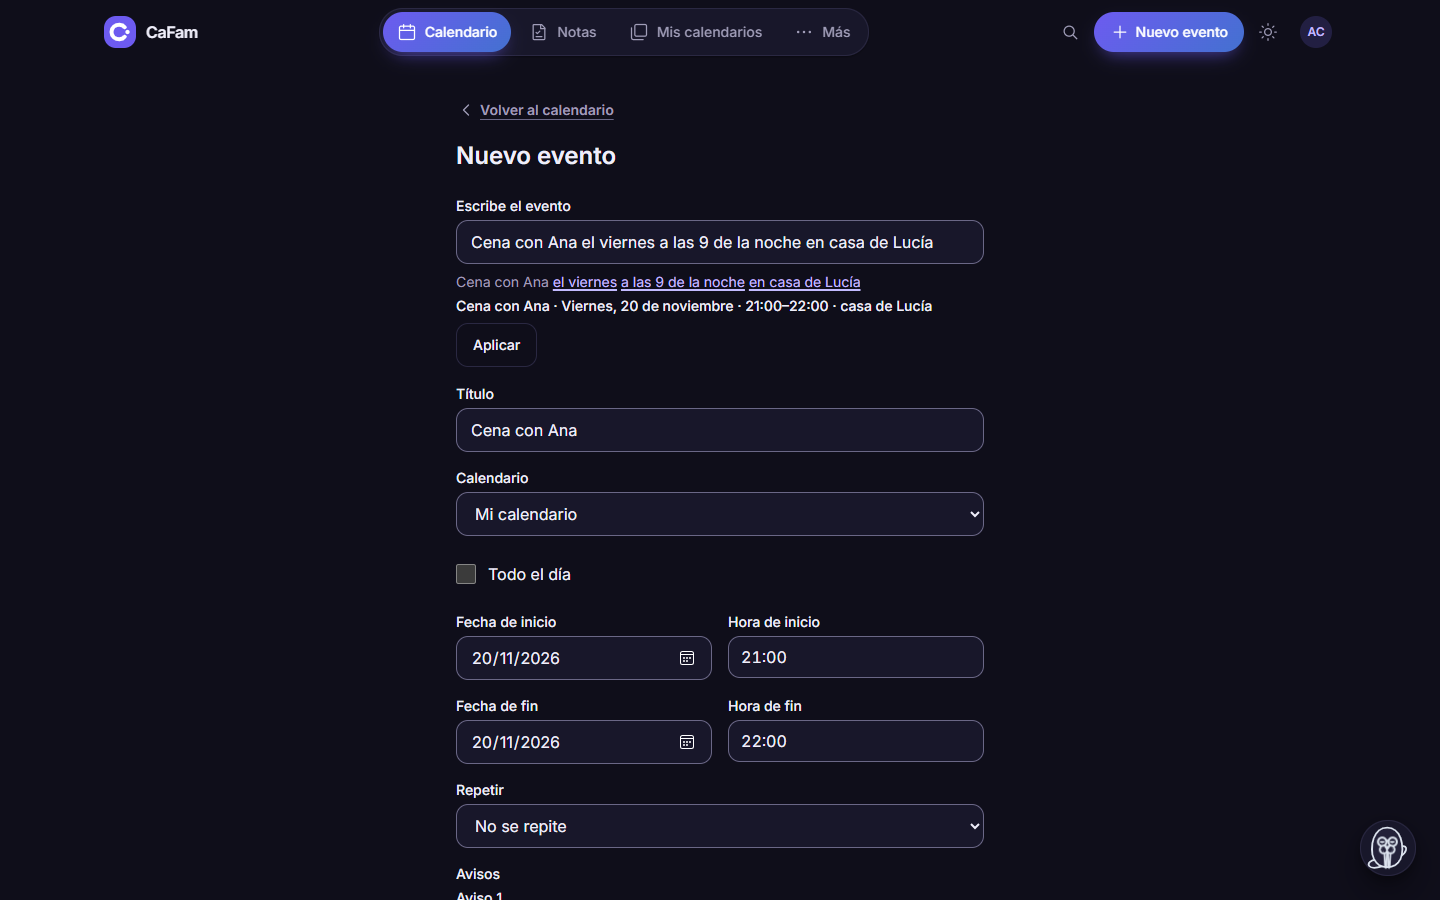 CaFam
Calendario
Notas
Mis calendarios
Más
Nuevo evento
AC
Volver al calendario
Nuevo evento
Escribe el evento
Cena con Ana el viernes a las 9 de la noche en casa de Lucía
Cena con Ana el viernes a las 9 de la noche en casa de Lucía
Cena con Ana · Viernes, 20 de noviembre · 21:00–22:00 · casa de Lucía
Aplicar
Título
Cena con Ana
Calendario
Mi calendario
Todo el día
Fecha de inicio
Hora de inicio
20/11/2026
21:00
Fecha de fin
Hora de fin
20/11/2026
22:00
Repetir
No se repite
Avisos
Aviso 1